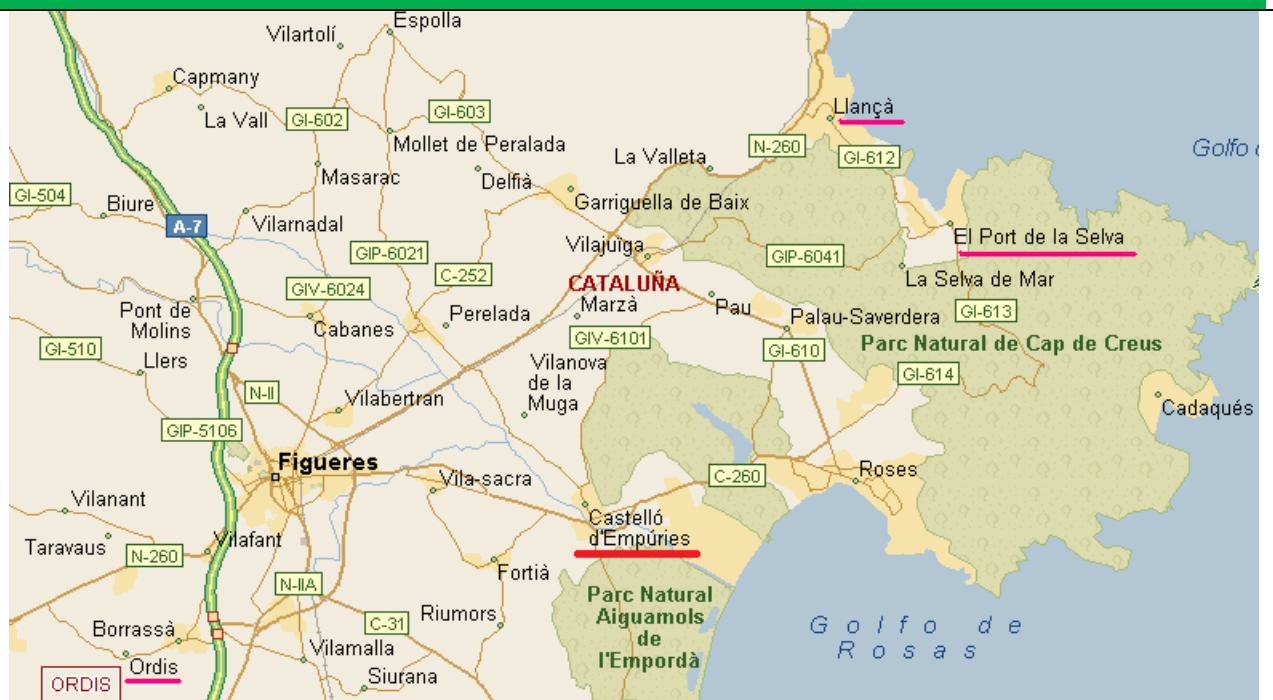 Espolla
Vilartolí
Capmany
La Vall
GI-602
GI-603
Llançà
Mollet de Peralada
N-260
La Valleta
GI-612
Golfo
Masarac
Delfià
GI-504
Biure
Garriguella de Baix
A-7
Vilarnadal
El Port de la Selva
Vilajuïga
GIP-6021
GIP-6041
C-252
CATALUÑA
La Selva de Mar
GIV-6024
Marzà
Pau
Pont de
Molins
Cabanes
Perelada
Palau-Saverdera
GI-613
GIV-6101
GI-510
Llers
Vilanova
de la
Muga
GI-610
Parc Natural de Cap de Creus
GI-614
N-II
Vilabertran
Cadaqués
GIP-5106
Figueres
Vila-sacra
C-260
Roses
Vilanant
Castelló
d'Empúries
Taravaus
N-260
Vilafant
Fortià
N-IIA
Parc Natural
Aiguamols
de
l'Empordà
Riumors
C-31
Borrassà
Golfo de
Rosas
Ordis
Vilamalla
Siurana
ORDIS